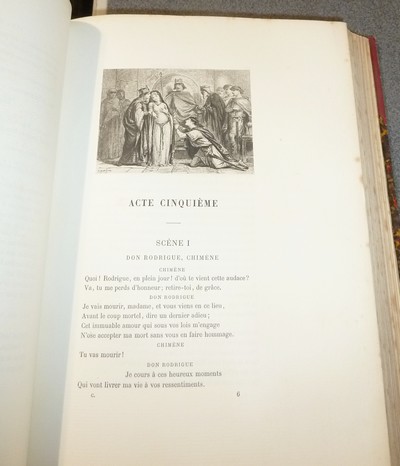 ACTE CINQUIÈME
SCÈNE I
DON RODRIGUE, CHIMÈNE
CHIMÈNE
Quoi! Rodrigue, en plein jour! d'où te vient cette audace?
Va, tu me perds d'honneur; retire-toi, de grâce.
DON RODRIGUE
Je vais mourir, madame, et vous viens en ce lieu,
Avant le coup mortel, dire un dernier adieu;
Cet immuable amour qui sous vos lois m'engage
N'ose accepter ma mort sans vous en faire hommage.
CHIMÈNE
Tu vas mourir!
DON RODRIGUE
Je cours à ces heureux moments
Qui vont livrer ma vie à vos ressentiments.
C. 6